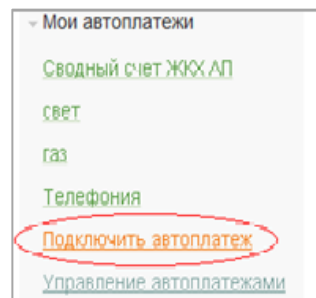 Мои автоплатежи
Сводный счет ЖКХ АП
свет
газ
Телефония
Подключить автоплатеж
Управление автоплатежами